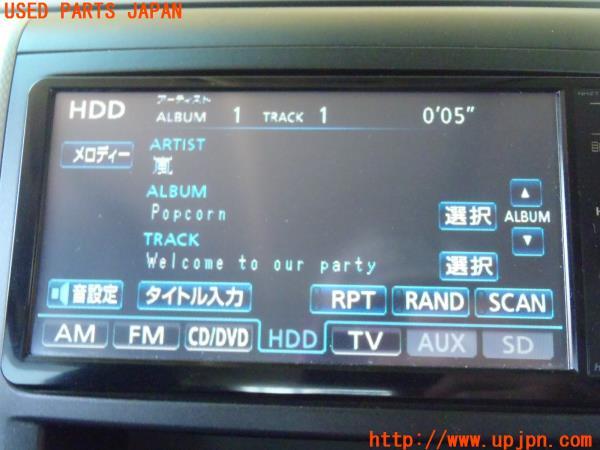 USED PARTS JAPAN
HDD
アーティスト
ALBUM 1 TRACK 1 0'05"
メロディー
ARTIST
嵐
ALBUM
Popcorn
選択
ALBUM
TRACK
Welcome to our party
選択
音設定
タイトル入力
RPT
RAND
SCAN
AM
FM
CD/DVD
HDD
TV
AUX
SD
http://www.upjpn.com